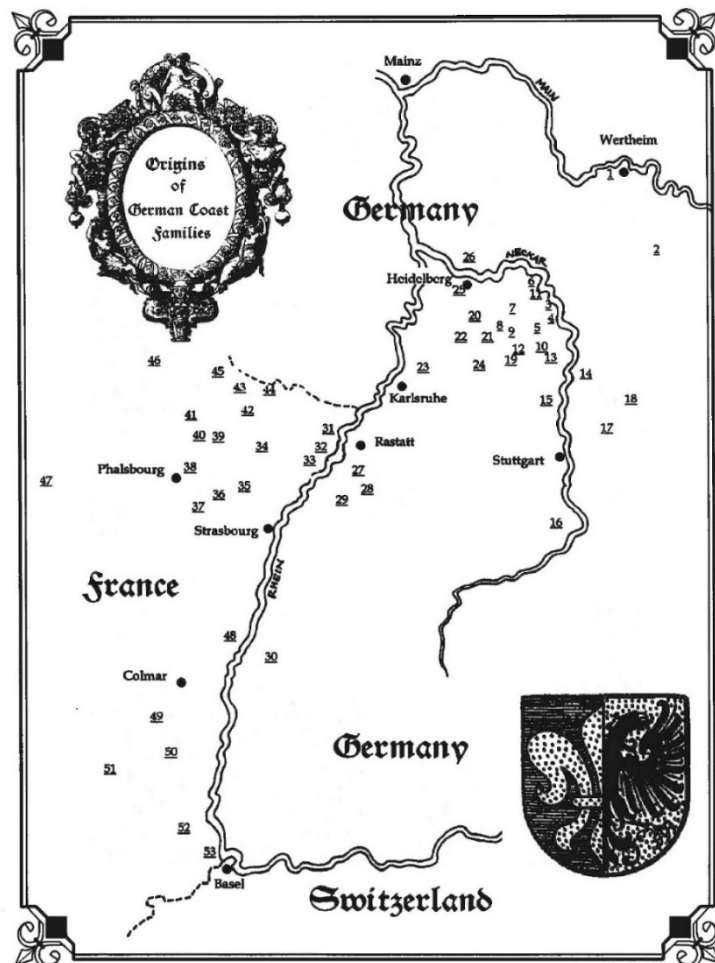 Origins
of
German Coast
Families
Mainz
MAIN
Wertheim
1
2
Germany
26
NECKAR
Heidelberg
25
6
11
3
7
4
20
8
5
9
22
21
10
12
13
19
24
23
14
46
45
43
44
Karlsruhe
15
18
42
41
17
31
40
39
34
32
Rastatt
33
Stuttgart
38
Phalsbourg
27
47
35
28
36
29
37
16
Strasbourg
RHEIN
France
48
30
Colmar
49
Germany
50
51
52
53
Basel
Switzerland